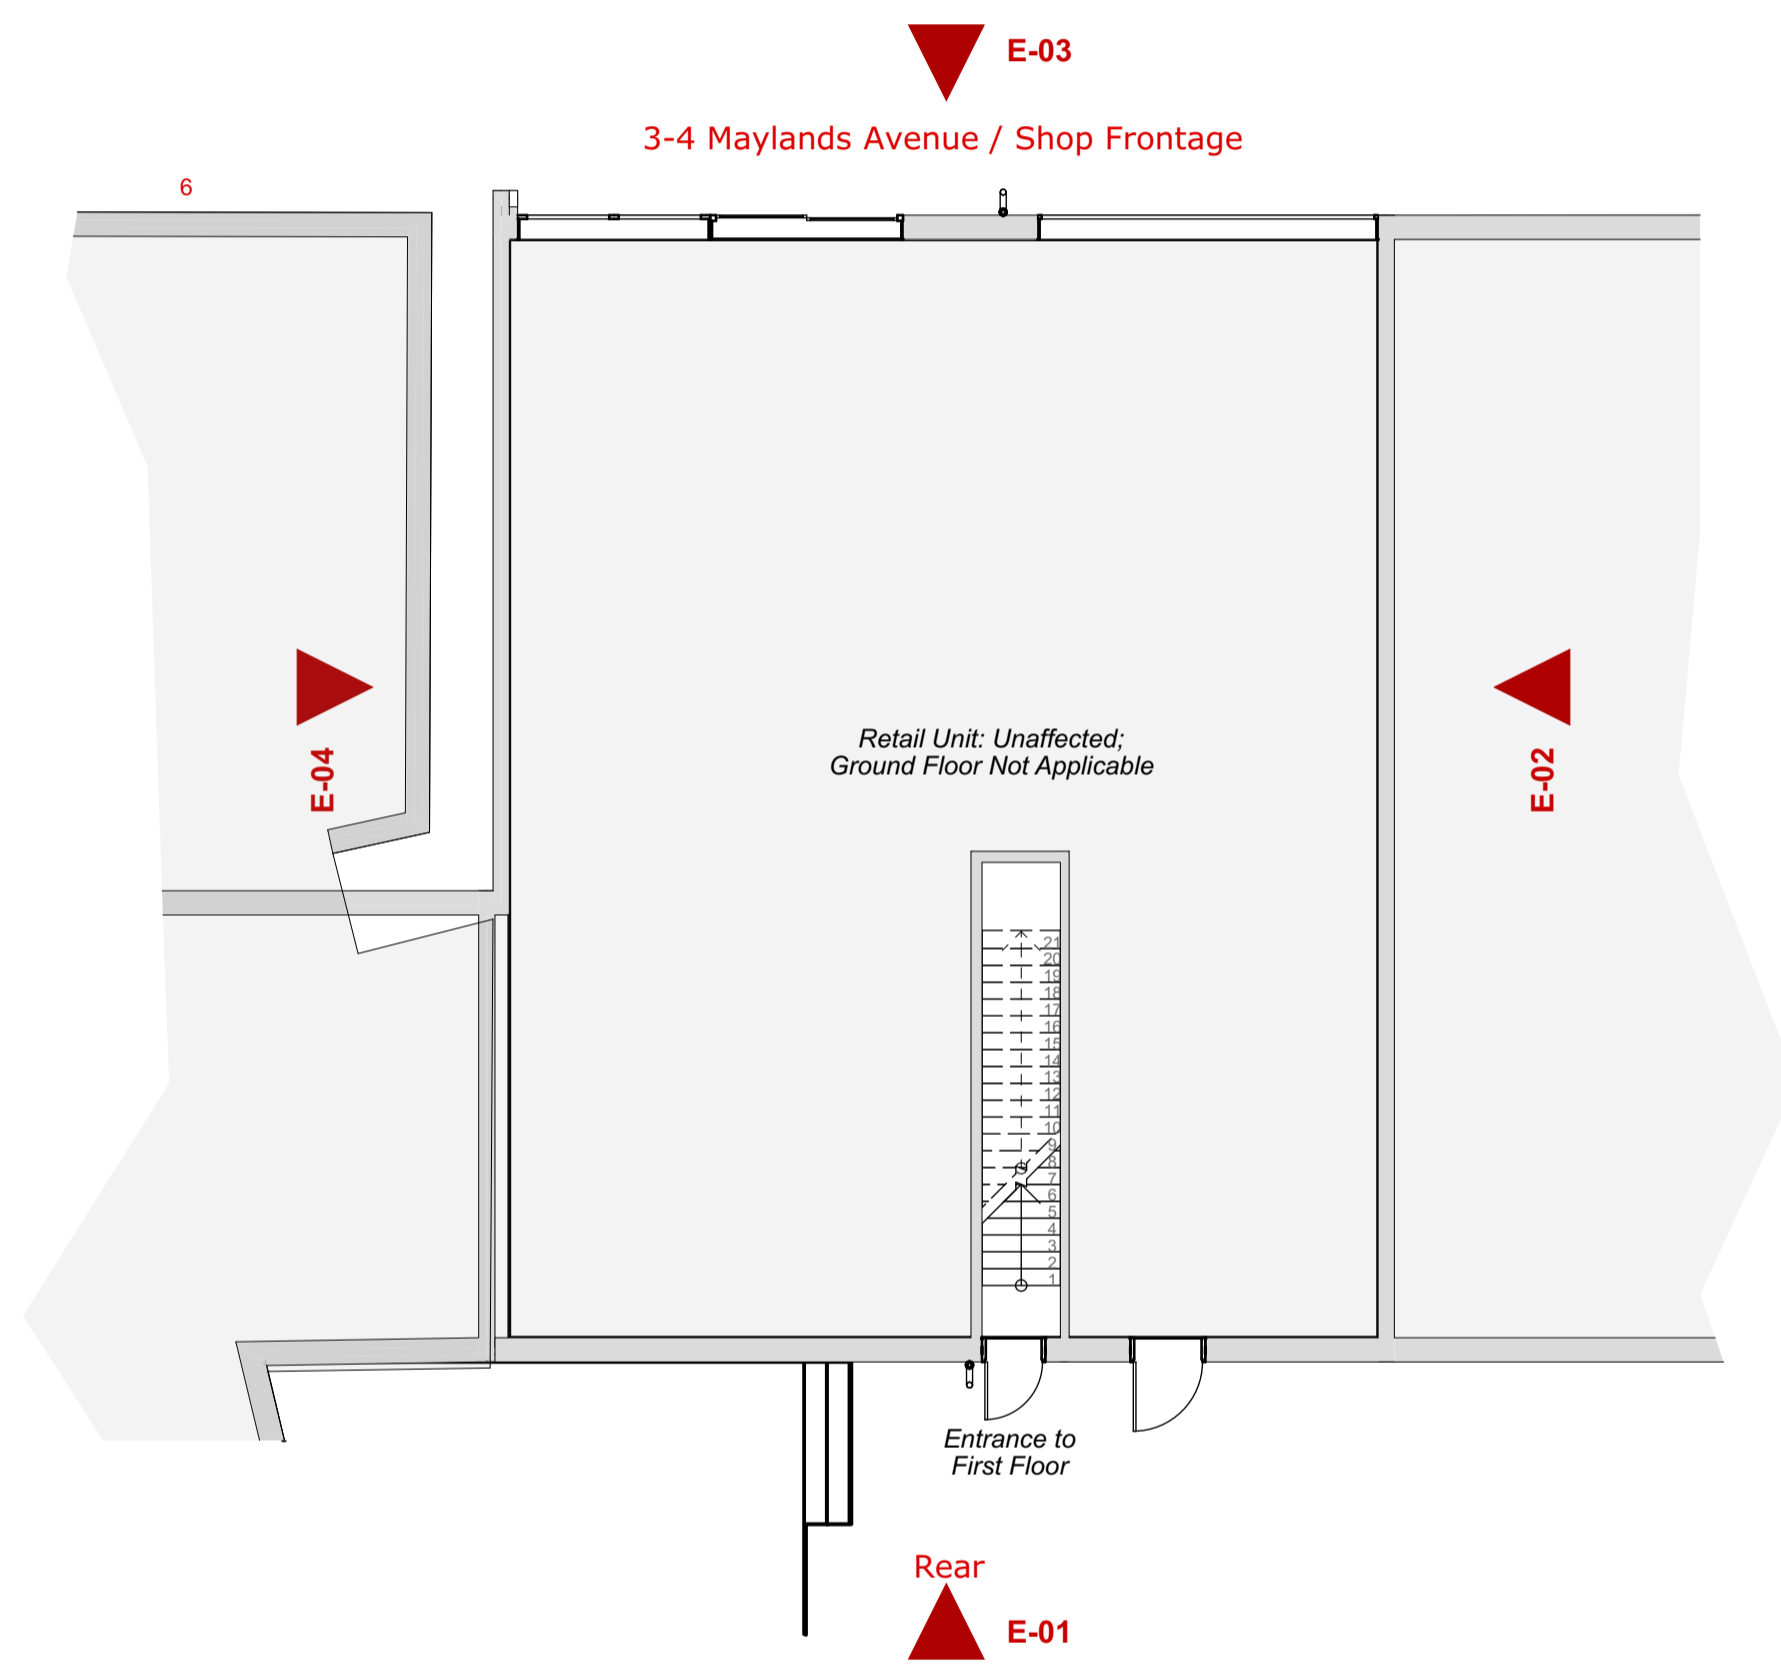 E-03
3-4 Maylands Avenue / Shop Frontage
6
Retail Unit: Unaffected;
Ground Floor Not Applicable
E-04
E-02
21
20
19
18
17
16
15
14
13
12
11
10
9
8
7
6
5
4
3
2
1
Entrance to
First Floor
Rear
E-01